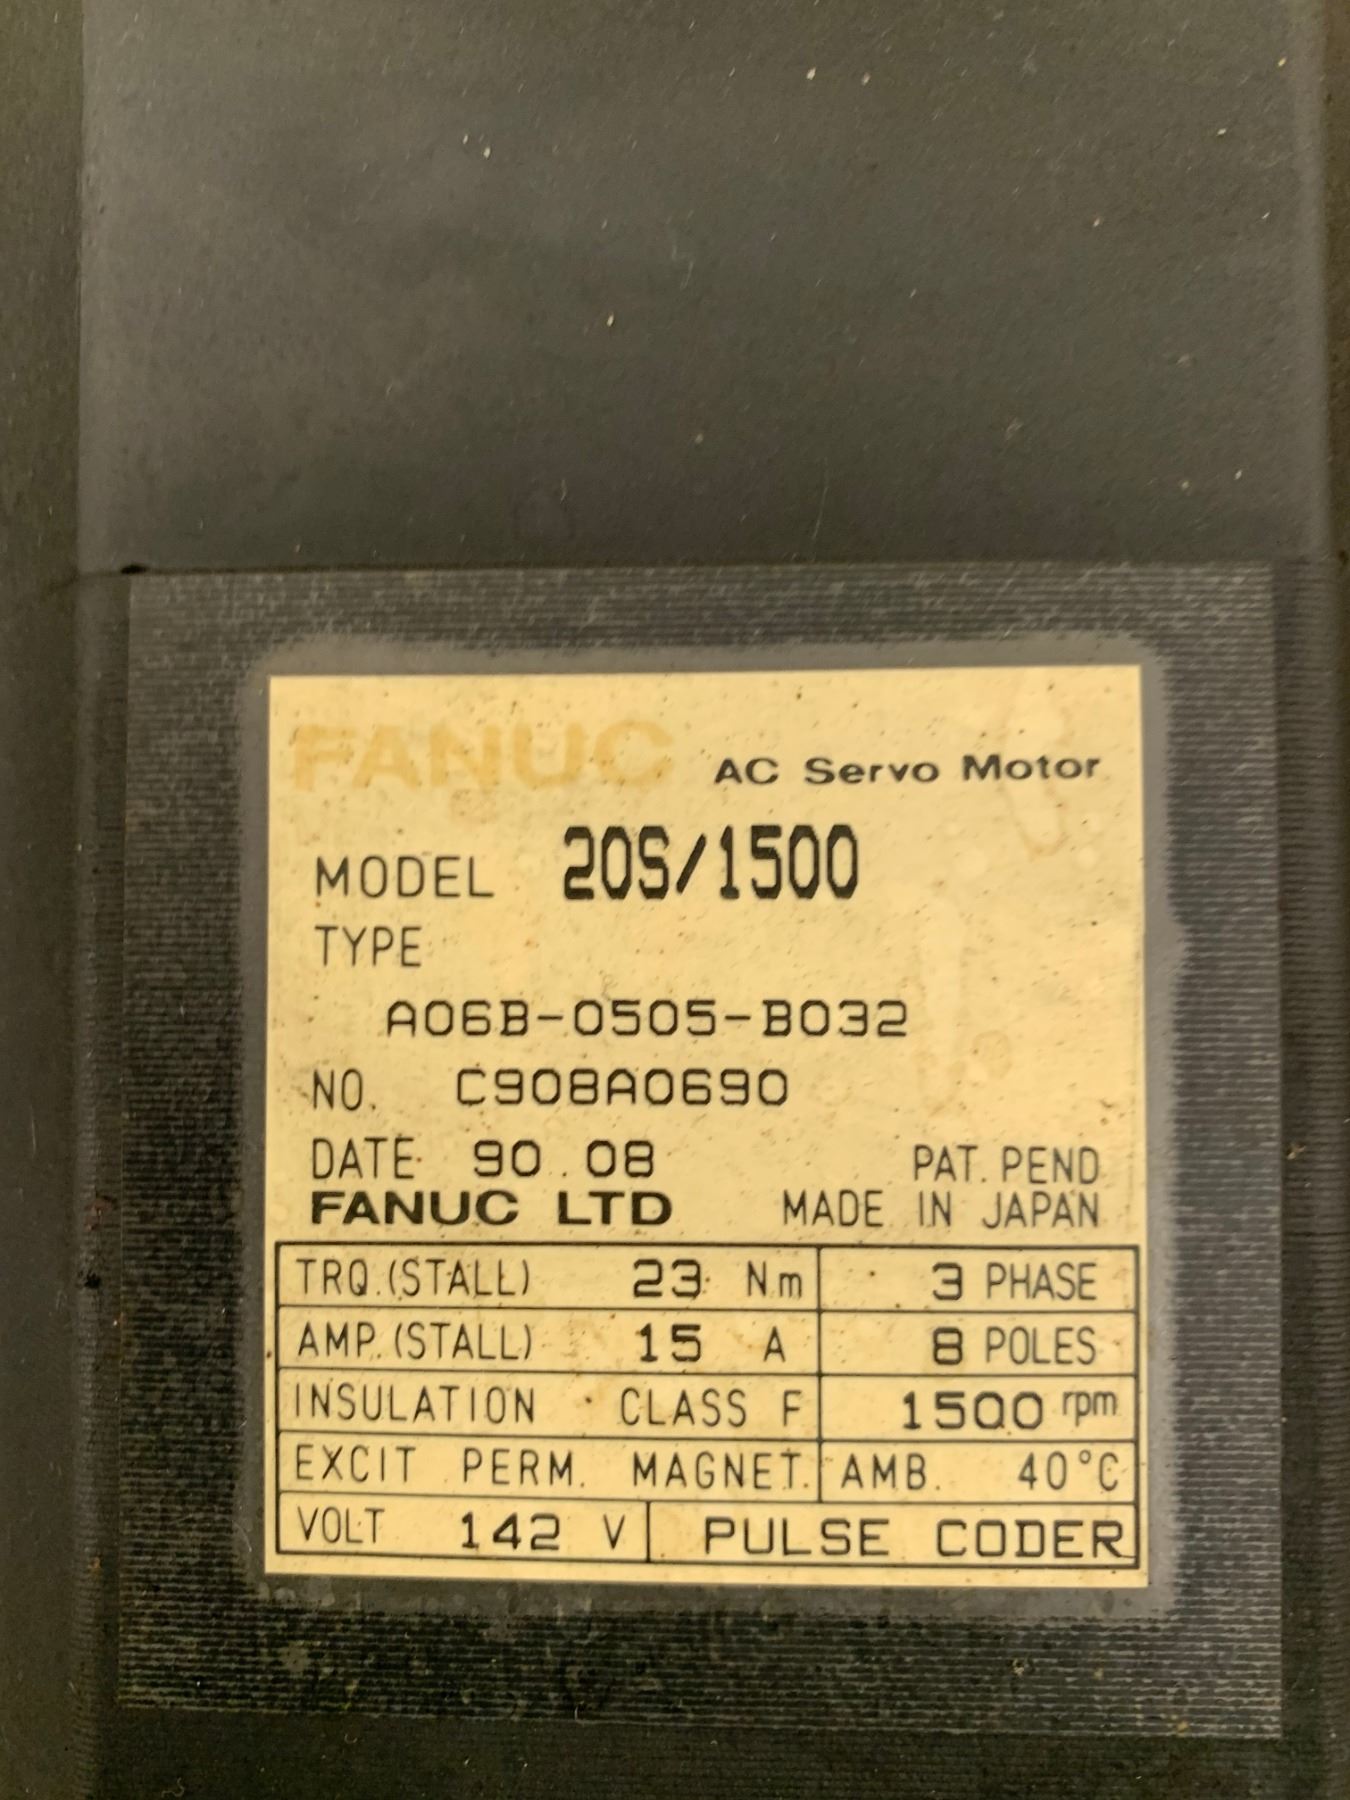 FANUC AC Servo Motor
MODEL 20S/1500
TYPE
A06B-0505-B032
NO. C908A0690
DATE 90.08 PAT. PEND
FANUC LTD MADE IN JAPAN
TRQ.(STALL) 23 Nm 3 PHASE
AMP.(STALL) 15 A 8 POLES
INSULATION CLASS F 1500 rpm
EXCIT PERM. MAGNET. AMB. 40°C
VOLT 142 V PULSE CODER